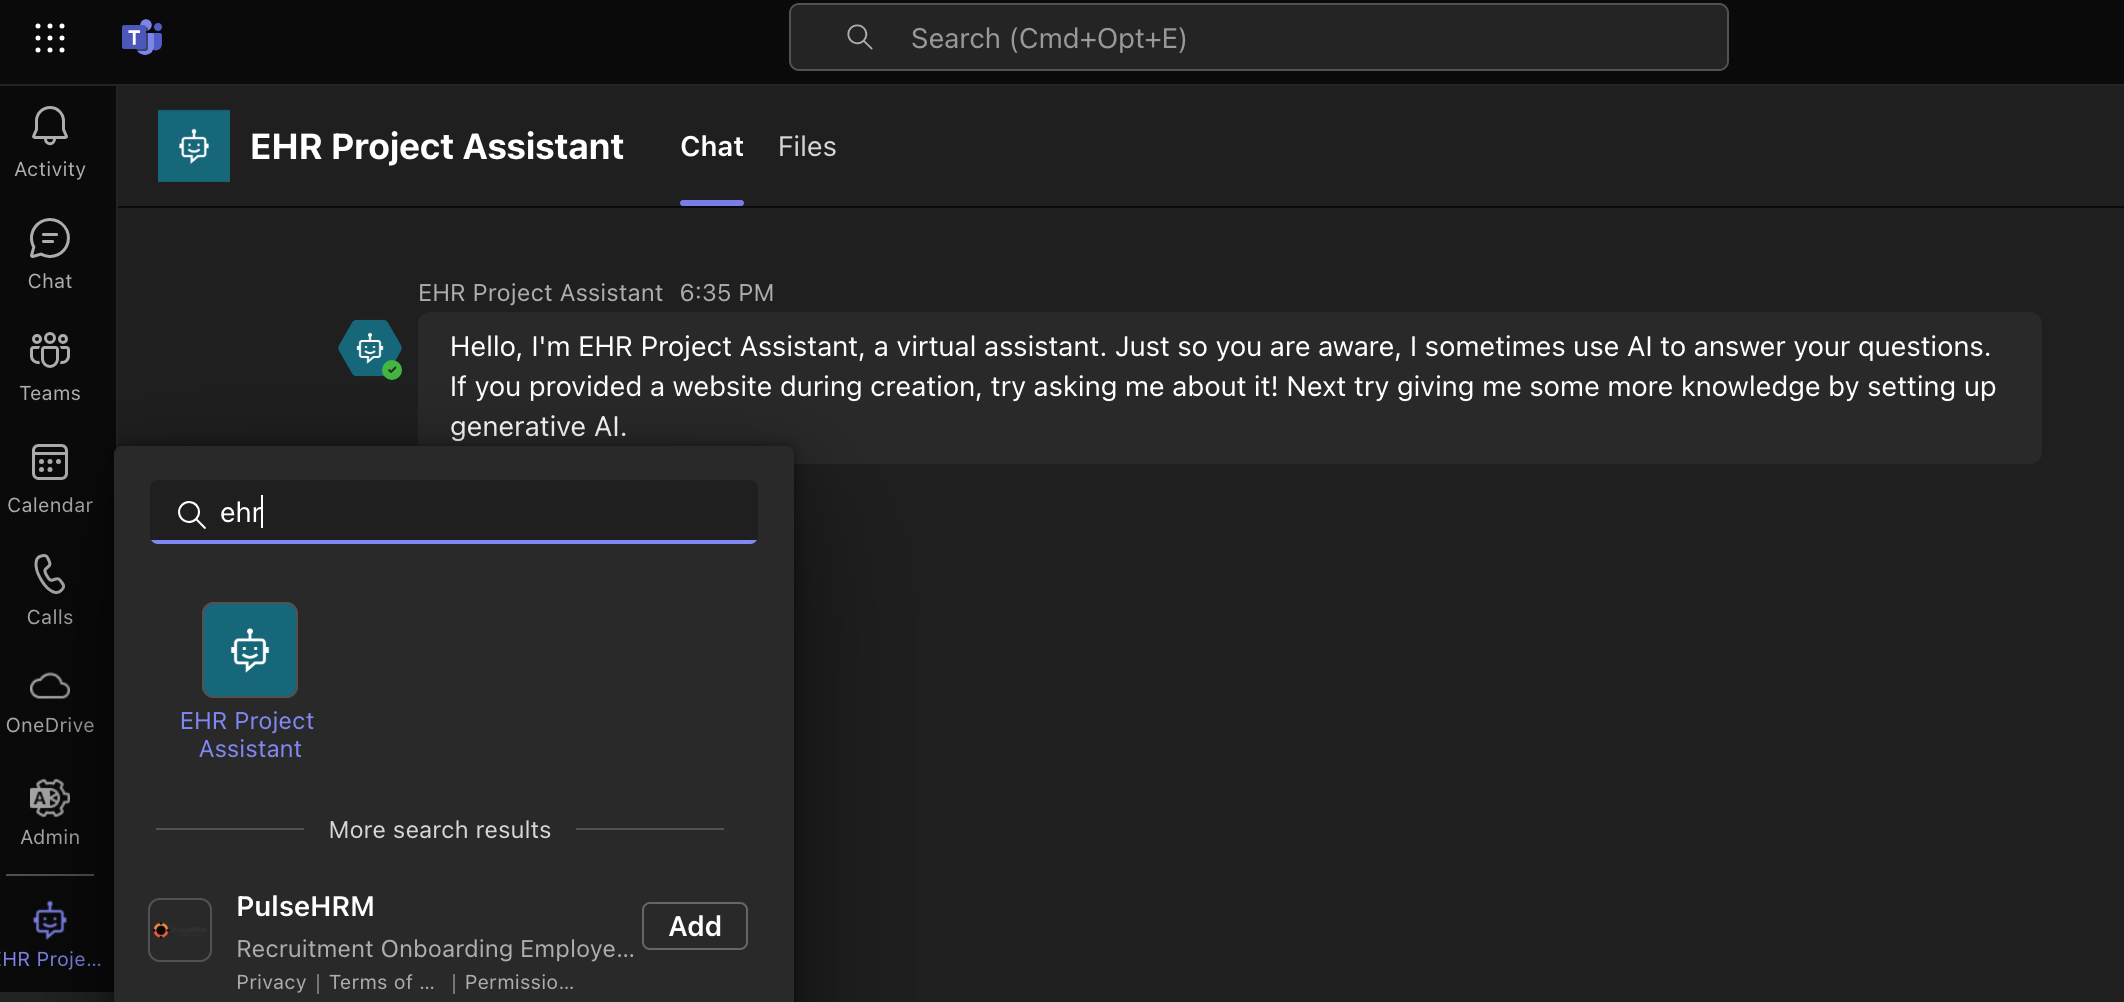 T
Search (Cmd+Opt+E)
Activity
Chat
Teams
Calendar
Calls
OneDrive
A
Admin
EHR Project Assistant
Chat
Files
EHR Project Assistant 6:35 PM
Hello, I'm EHR Project Assistant, a virtual assistant. Just so you are aware, I sometimes use AI to answer your questions.
If you provided a website during creation, try asking me about it! Next try giving me some more knowledge by setting up
generative AI.
ehr
EHR Project
Assistant
More search results
PulseHRM
Recruitment Onboarding Employe...
Privacy | Terms of ... | Permissio...
Add
HR Proje...